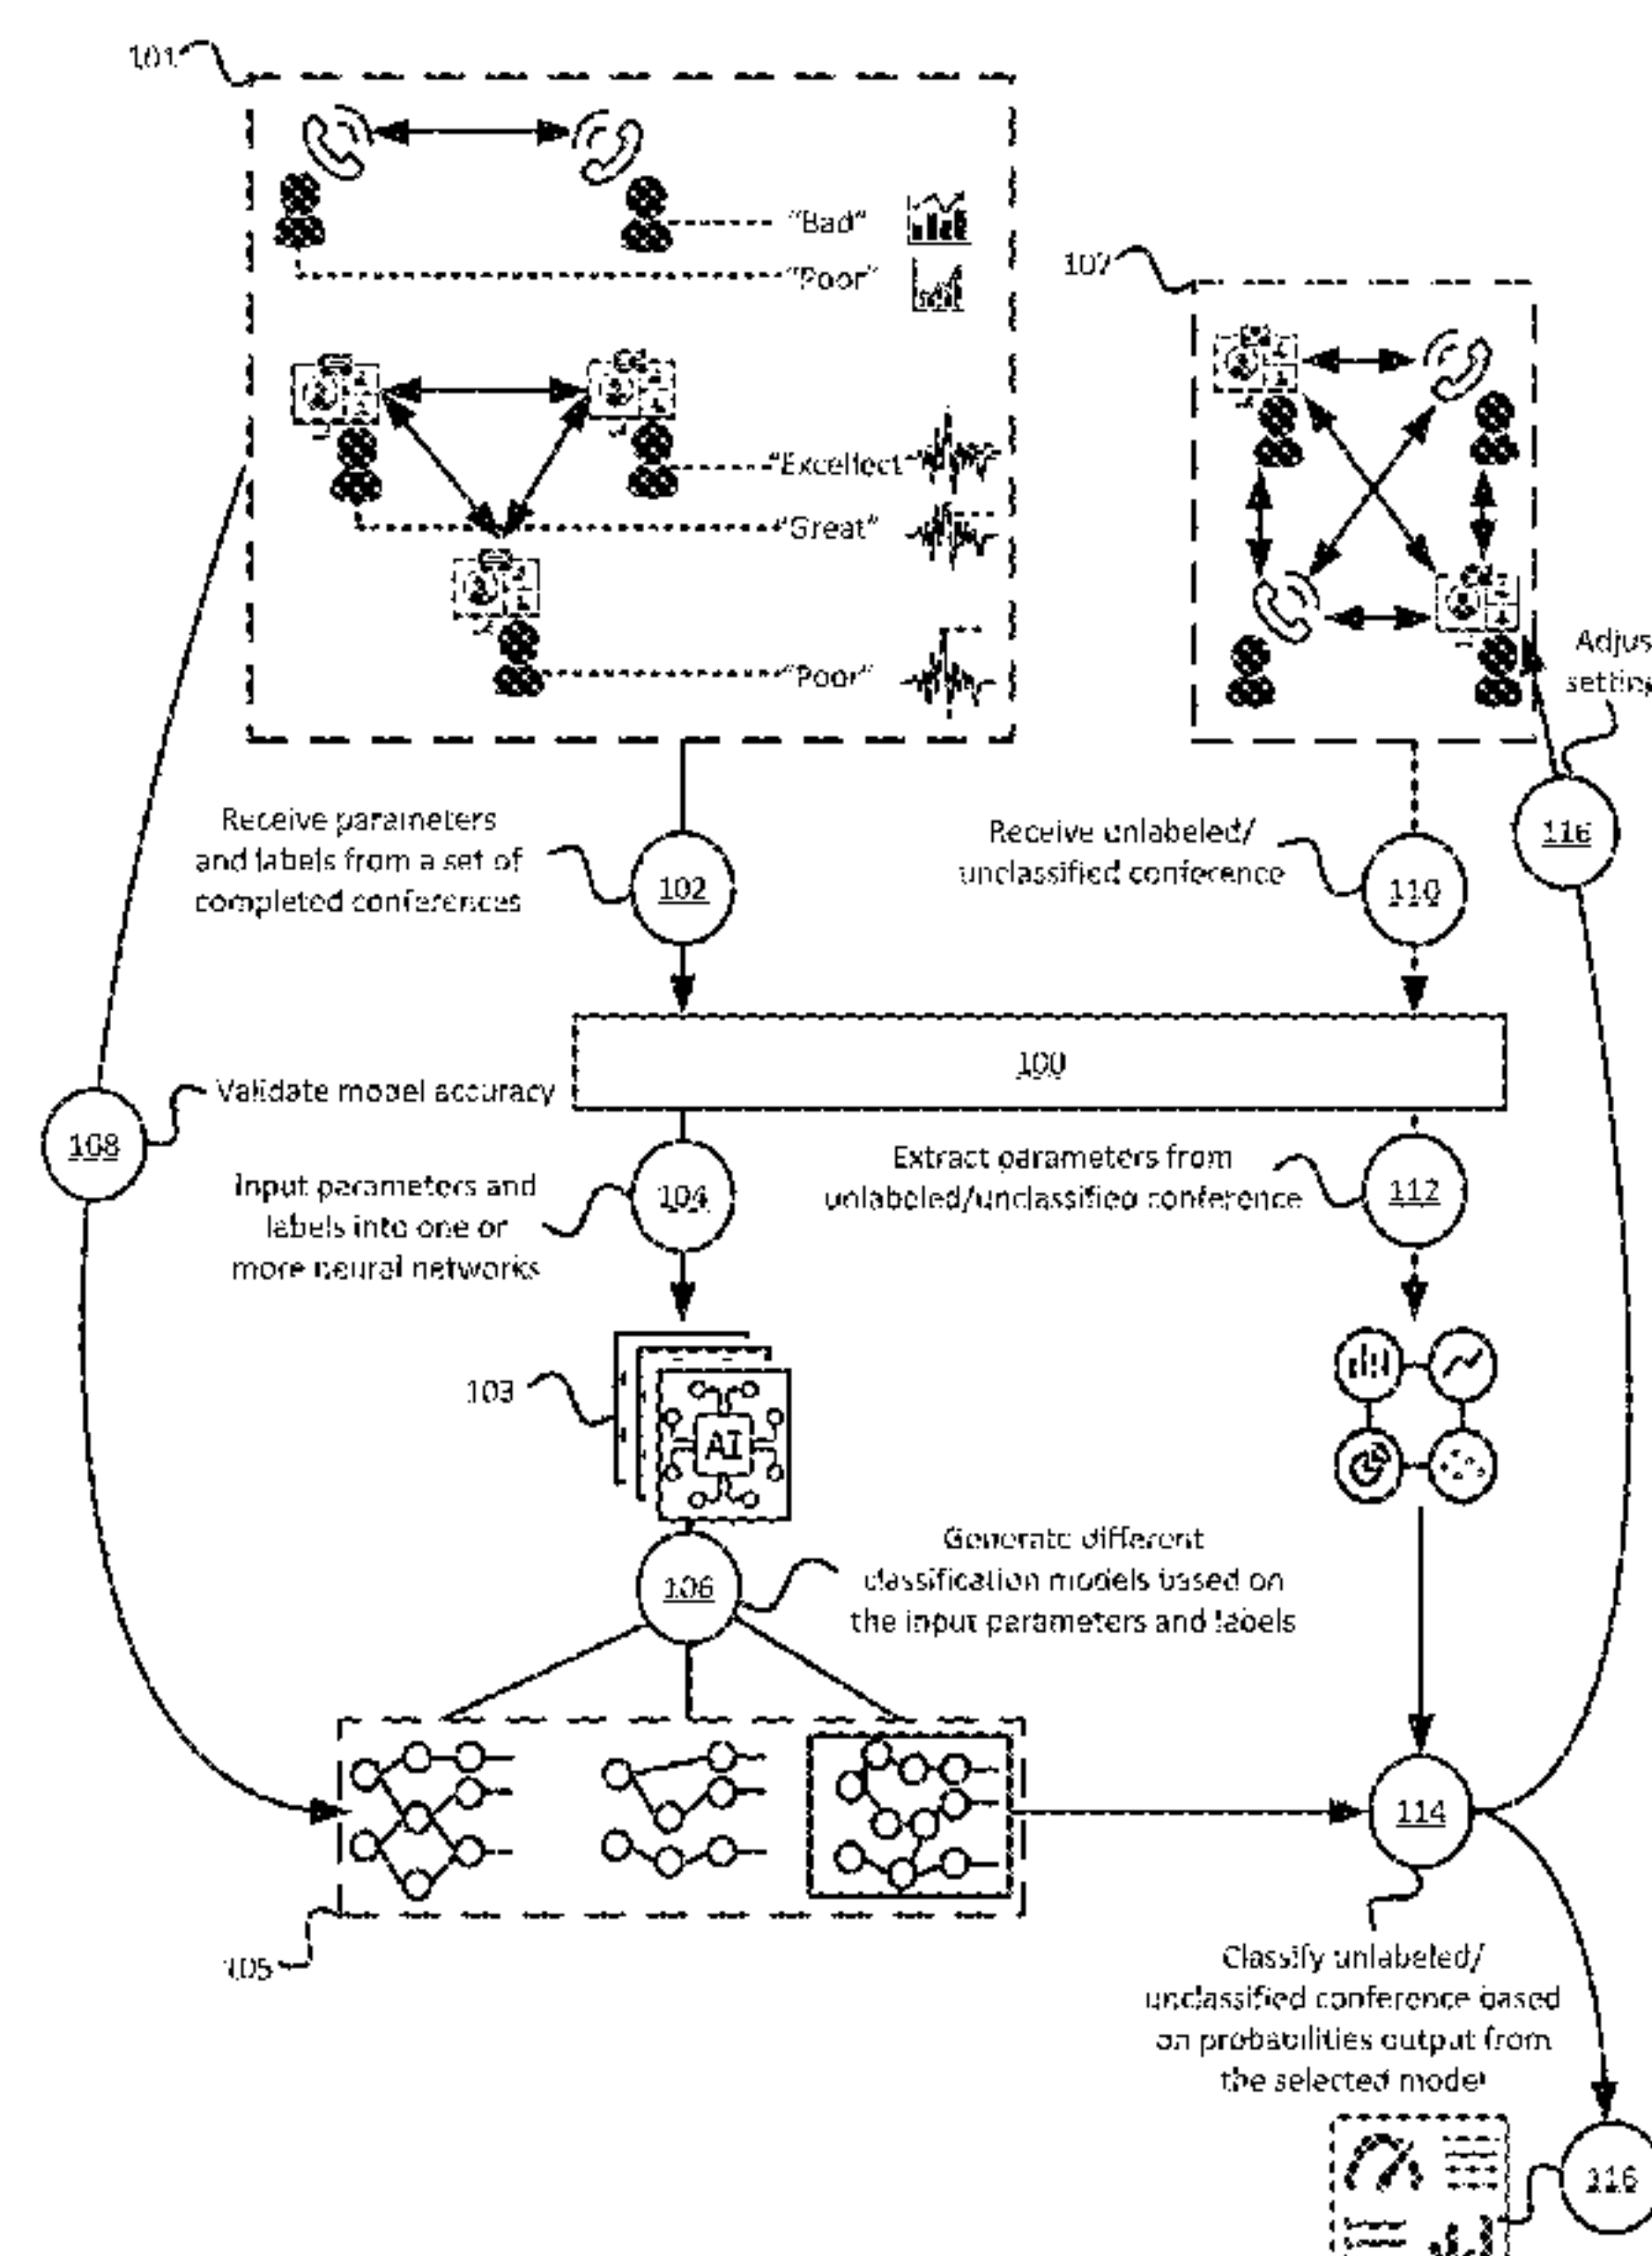 101
"Bad"
"Poor"
107
"Excellect"
"Great"
"Poor"
Adjus
setting
Receive parameters
and labels from a set of
completed conferences
102
Receive unlabeled/
unclassified conference
110
116
100
Validate model accuracy
108
Input parameters and
labels into one or
more neural networks
104
Extract parameters from
unlabeled/unclassified conference
112
103
AI
106
Generate different
classification models based on
the input parameters and labels
114
105
Classify unlabeled/
unclassified conference based
on probabilities output from
the selected model
116